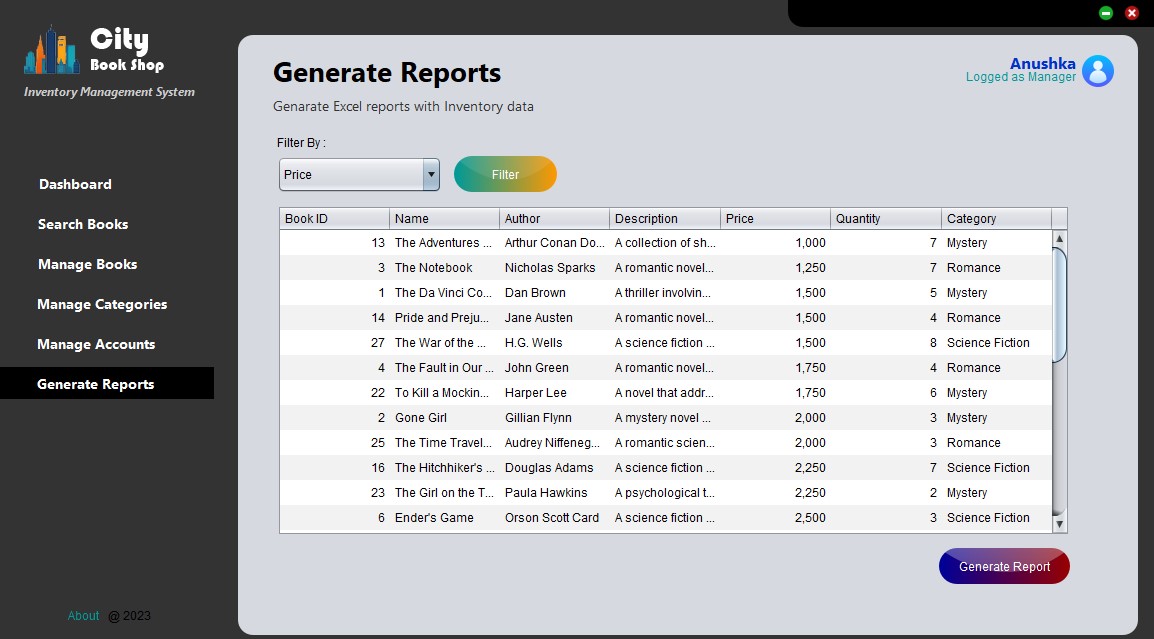 City
Book Shop
Inventory Management System
Dashboard
Search Books
Manage Books
Manage Categories
Manage Accounts
Generate Reports
About @ 2023
Generate Reports
Genarate Excel reports with Inventory data
Anushka
Logged as Manager
Filter By :
Price Filter
Book ID Name Author Description Price Quantity Category
13 The Adventures ... Arthur Conan Do... A collection of sh... 1,000 7 Mystery
3 The Notebook Nicholas Sparks A romantic novel... 1,250 7 Romance
1 The Da Vinci Co... Dan Brown A thriller involvin... 1,500 5 Mystery
14 Pride and Preju... Jane Austen A romantic novel... 1,500 4 Romance
27 The War of the ... H.G. Wells A science fiction ... 1,500 8 Science Fiction
4 The Fault in Our ... John Green A romantic novel... 1,750 4 Romance
22 To Kill a Mockin... Harper Lee A novel that addr... 1,750 6 Mystery
2 Gone Girl Gillian Flynn A mystery novel ... 2,000 3 Mystery
25 The Time Travel... Audrey Niffeneg... A romantic scien... 2,000 3 Romance
16 The Hitchhiker's ... Douglas Adams A science fiction ... 2,250 7 Science Fiction
23 The Girl on the T... Paula Hawkins A psychological t... 2,250 2 Mystery
6 Ender's Game Orson Scott Card A science fiction ... 2,500 3 Science Fiction
Generate Report